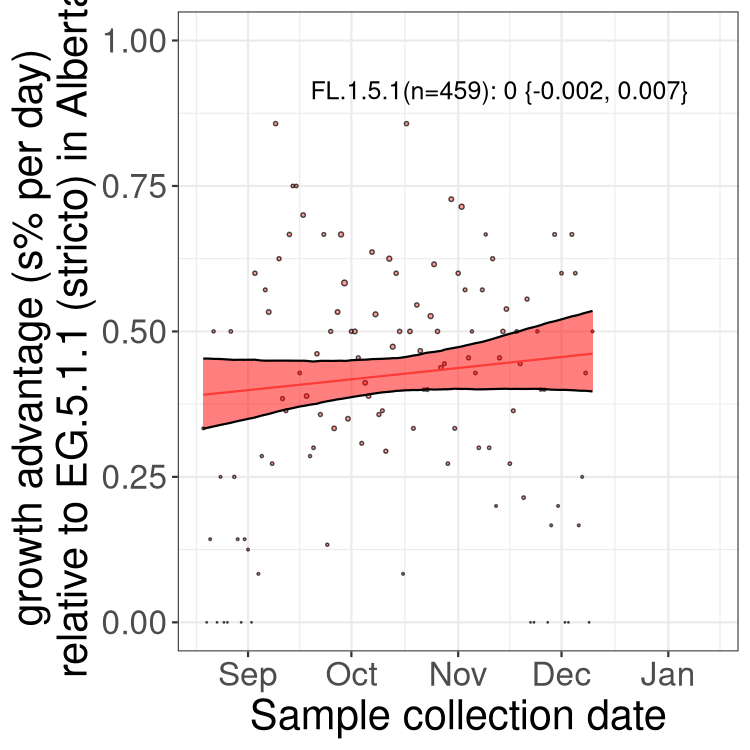 growth advantage (s% per day)
relative to EG.5.1.1 (stricto) in Alberta
1.00
0.75
0.50
0.25
0.00
FL.1.5.1(n=459): 0 {-0.002, 0.007}
Sep Oct Nov Dec Jan
Sample collection date